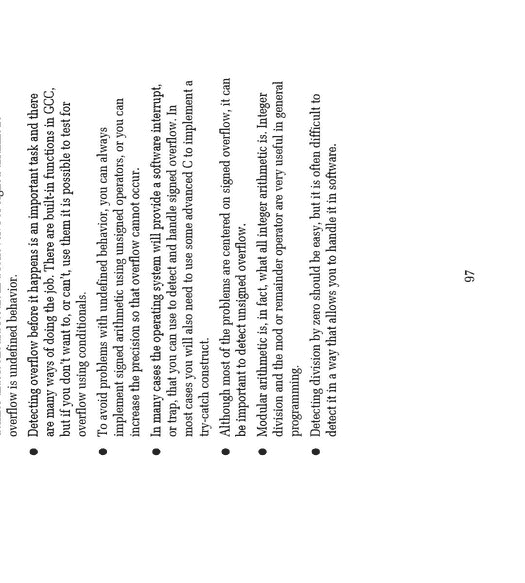 overflow is undefined behavior.
● Detecting overflow before it happens is an important task and there
are many ways of doing the job. There are built-in functions in GCC,
but if you don't want to, or can't, use them it is possible to test for
overflow using conditionals.
● To avoid problems with undefined behavior, you can always
implement signed arithmetic using unsigned operators, or you can
increase the precision so that overflow cannot occur.
● In many cases the operating system will provide a software interrupt,
or trap, that you can use to detect and handle signed overflow. In
most cases you will also need to use some advanced C to implement a
try-catch construct.
● Although most of the problems are centered on signed overflow, it can
be important to detect unsigned overflow.
● Modular arithmetic is, in fact, what all integer arithmetic is. Integer
division and the mod or remainder operator are very useful in general
programming.
● Detecting division by zero should be easy, but it is often difficult to
detect it in a way that allows you to handle it in software.
97